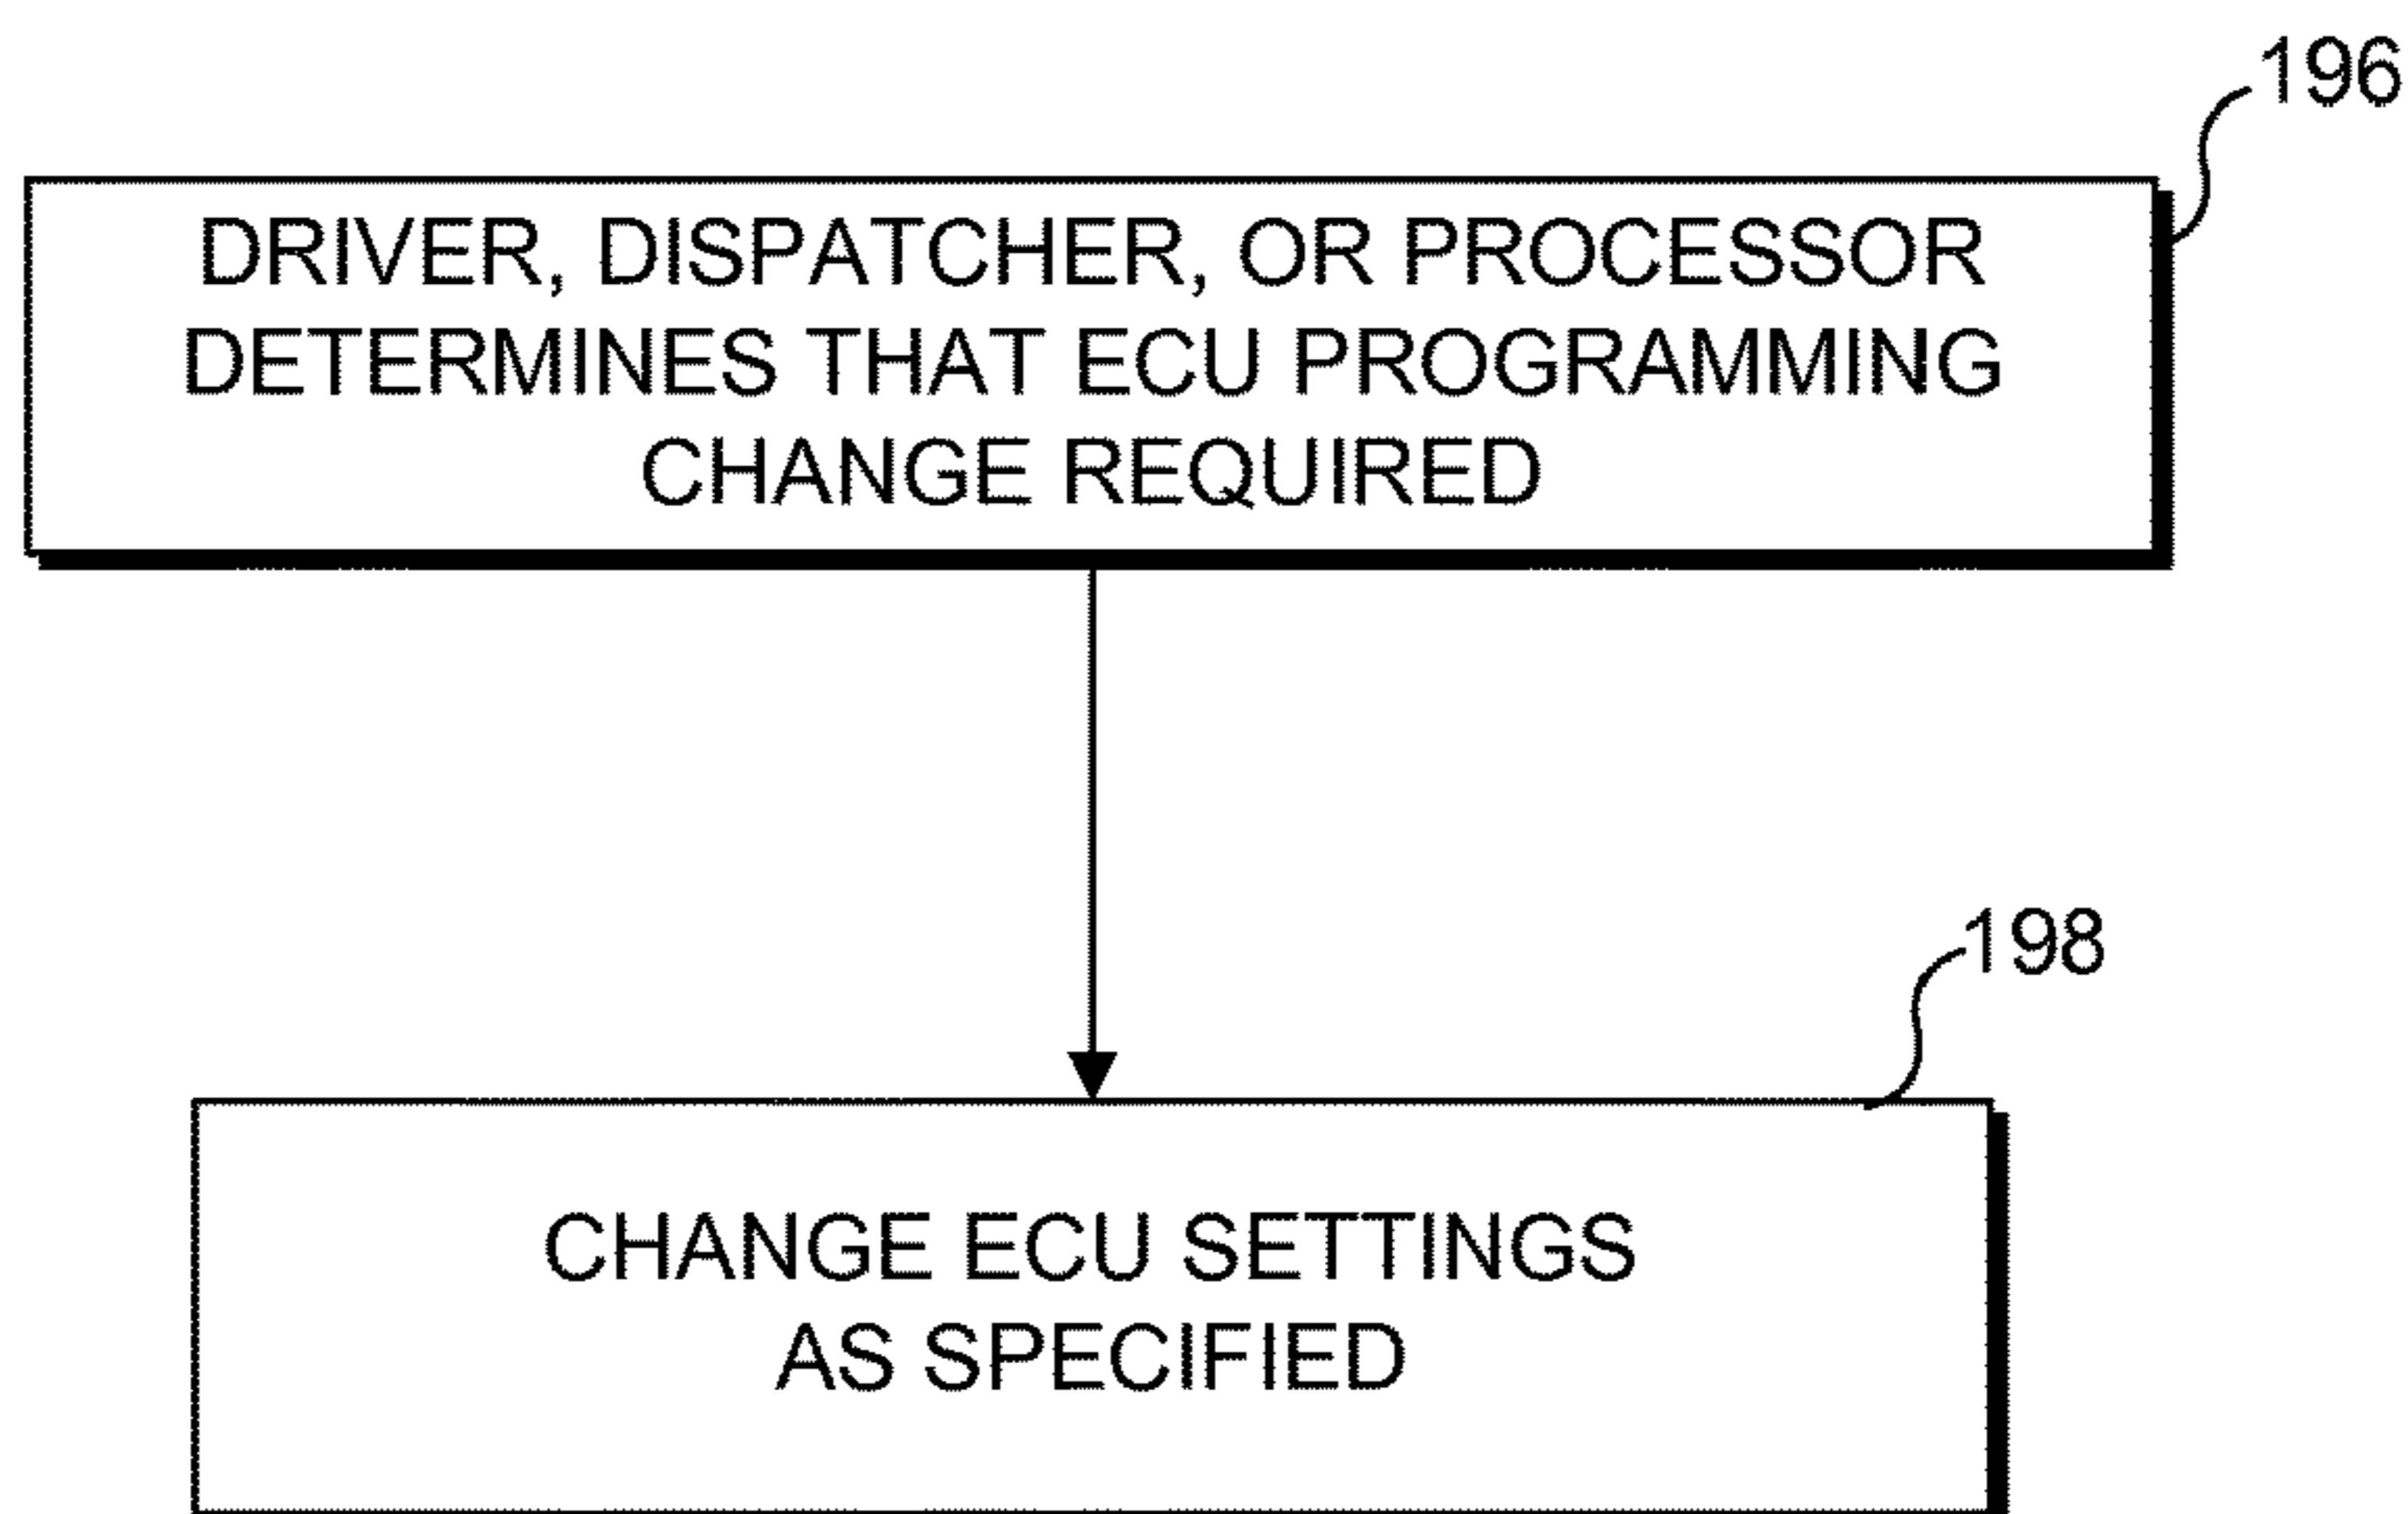 196
DRIVER, DISPATCHER, OR PROCESSOR
DETERMINES THAT ECU PROGRAMMING
CHANGE REQUIRED
198
CHANGE ECU SETTINGS
AS SPECIFIED